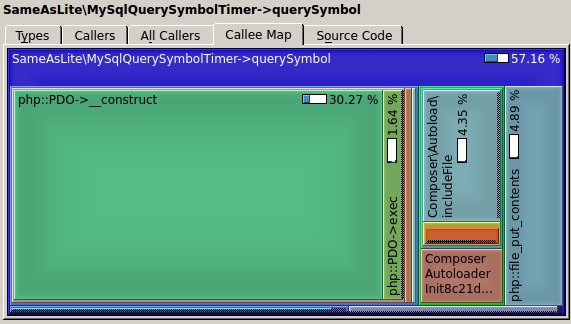 SameAsLite\MySqlQuerySymbolTimer->querySymbol
Types
Callers
All Callers
Callee Map
Source Code
SameAsLite\MySqlQuerySymbolTimer->querySymbol
57.16 %
php::PDO->__construct
30.27 %
php::PDO->exec
1.64 %
Composer\Autoload\
includeFile
4.35 %
Composer
Autoloader
Init8c21d...
php::file_put_contents
4.89 %